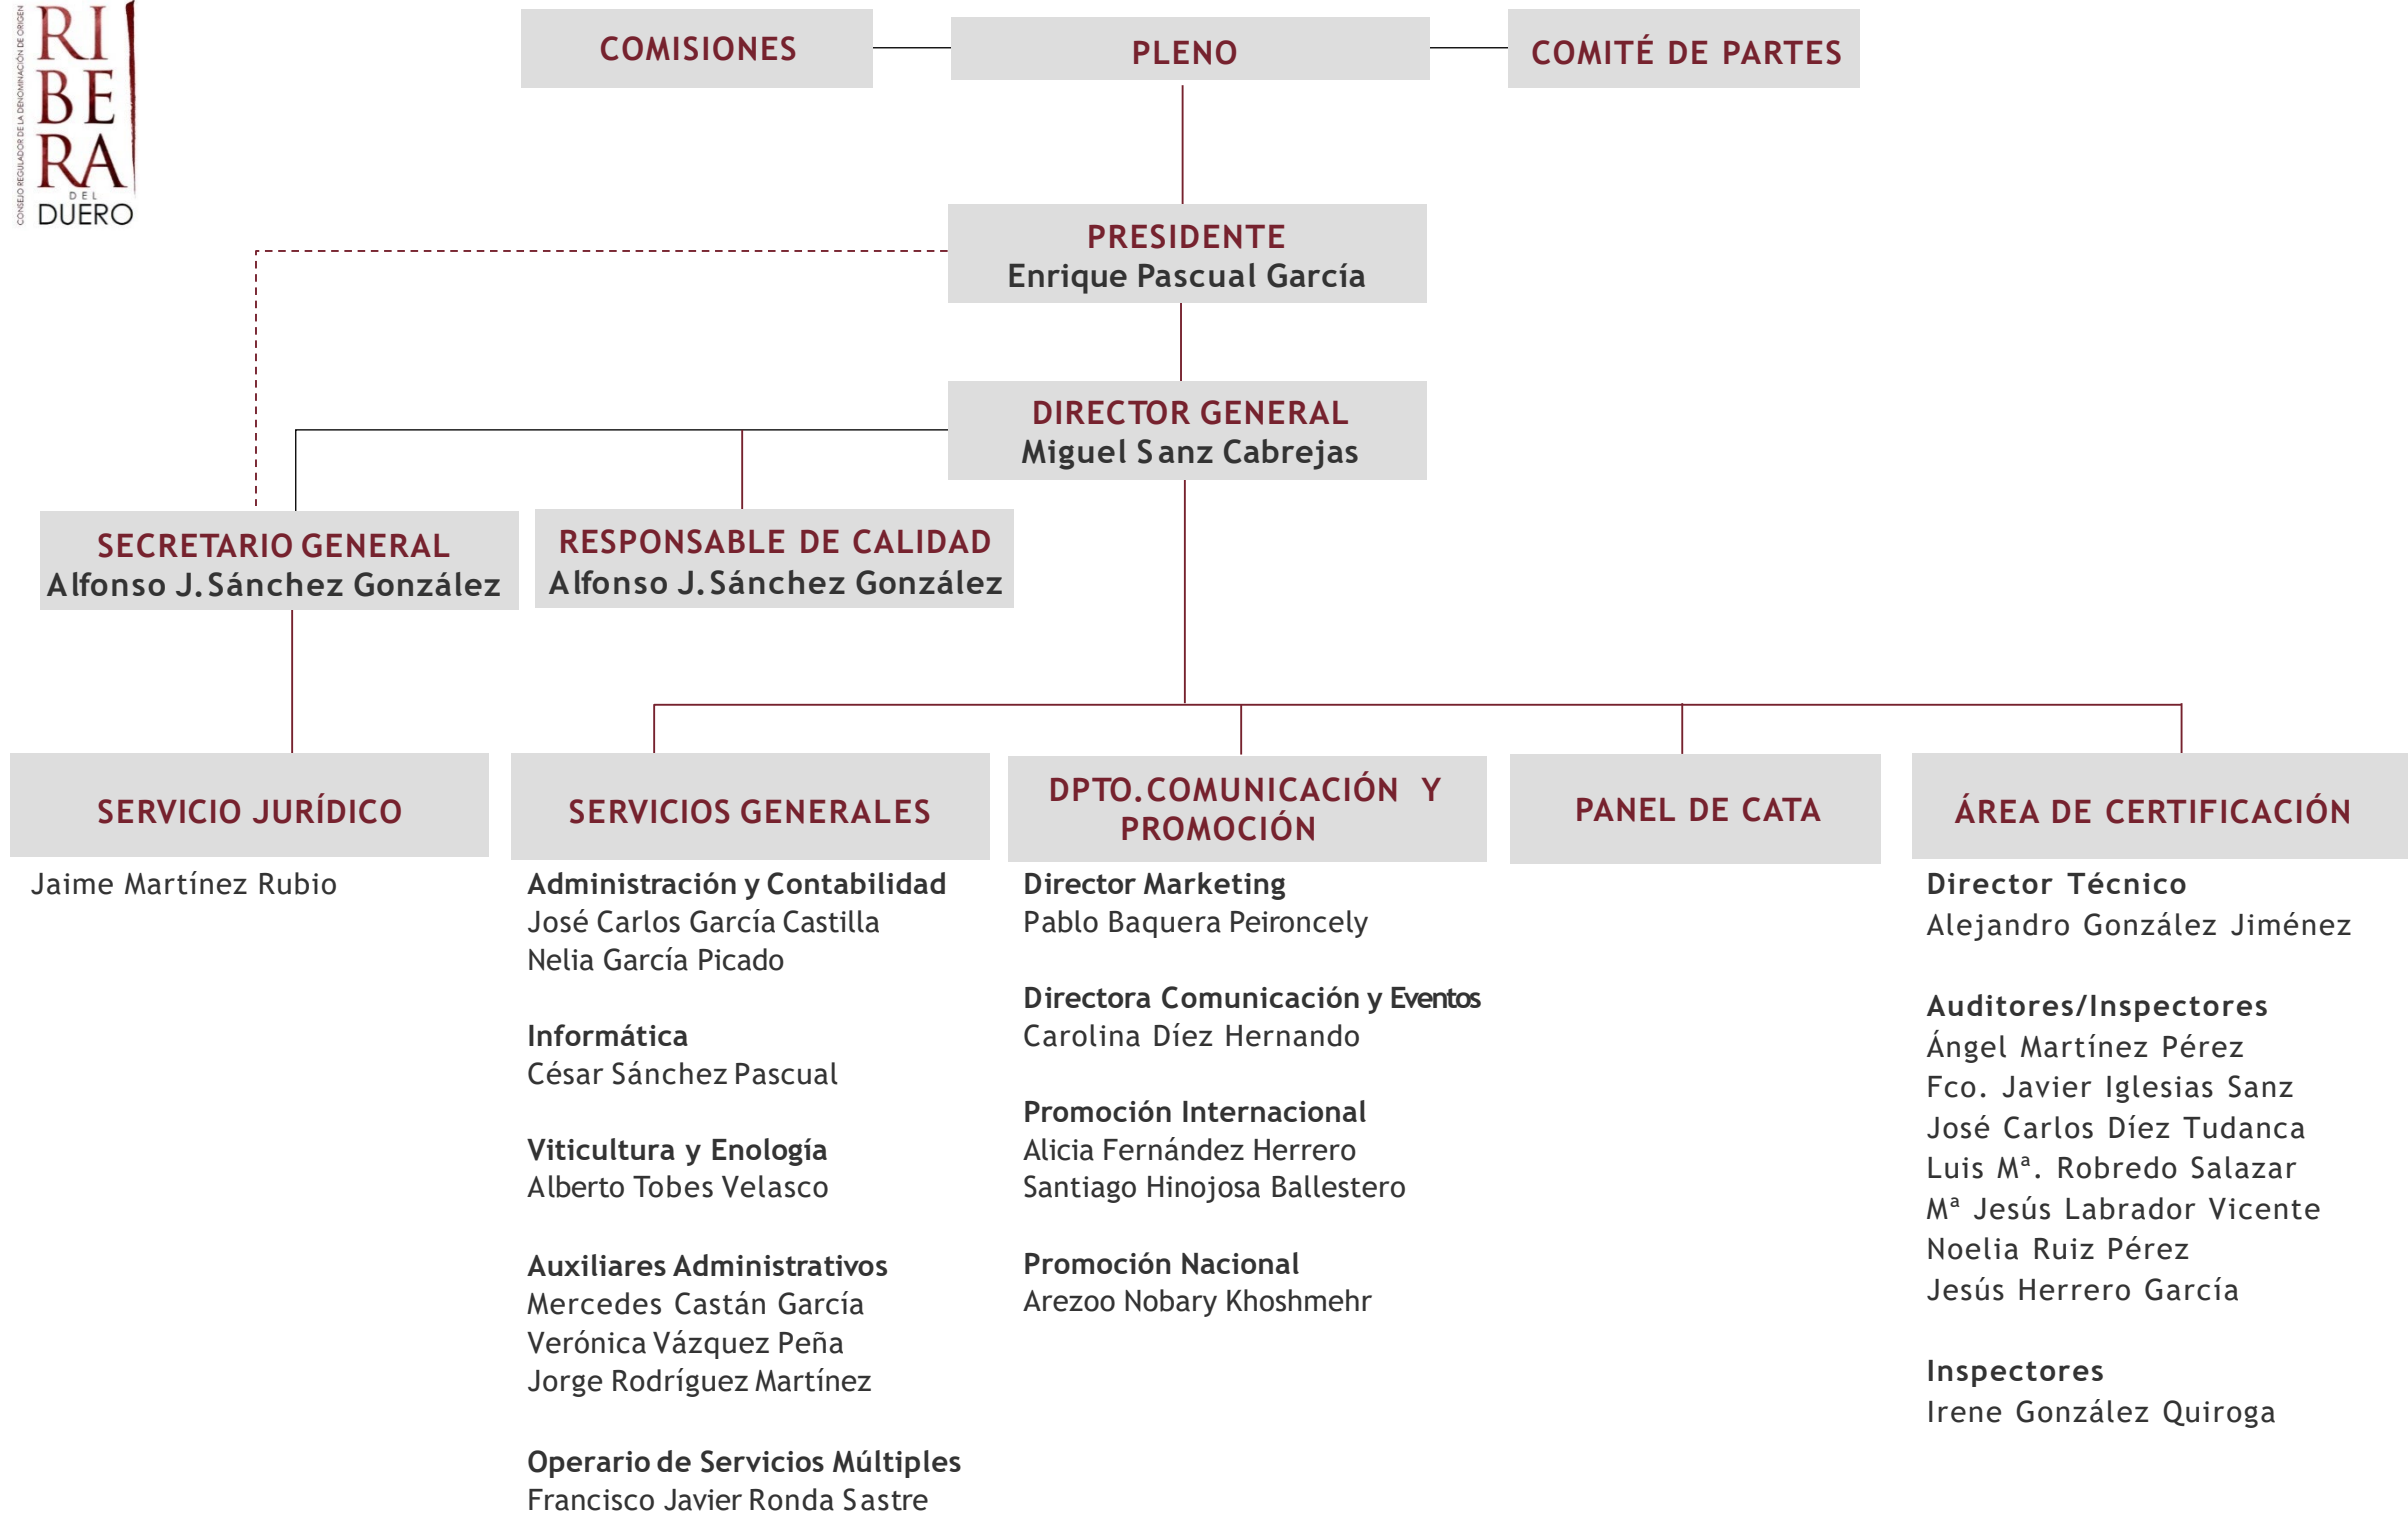 CONSEJO REGULADOR DE LA DENOMINACIÓN DE ORIGEN
RI
BE
RA
DEL
DUERO
COMISIONES
PLENO
COMITÉ DE PARTES
PRESIDENTE
Enrique Pascual García
DIRECTOR GENERAL
Miguel Sanz Cabrejas
SECRETARIO GENERAL
Alfonso J. Sánchez González
RESPONSABLE DE CALIDAD
Alfonso J. Sánchez González
SERVICIO JURÍDICO
Jaime Martínez Rubio
SERVICIOS GENERALES
Administración y Contabilidad
José Carlos García Castilla
Nelia García Picado
Informática
César Sánchez Pascual
Viticultura y Enología
Alberto Tobes Velasco
Auxiliares Administrativos
Mercedes Castán García
Verónica Vázquez Peña
Jorge Rodríguez Martínez
Operario de Servicios Múltiples
Francisco Javier Ronda Sastre
DPTO. COMUNICACIÓN Y
PROMOCIÓN
Director Marketing
Pablo Baquera Peironcely
Directora Comunicación y Eventos
Carolina Díez Hernando
Promoción Internacional
Alicia Fernández Herrero
Santiago Hinojosa Ballestero
Promoción Nacional
Arezoo Nobary Khoshmehr
PANEL DE CATA
ÁREA DE CERTIFICACIÓN
Director Técnico
Alejandro González Jiménez
Auditores/Inspectores
Ángel Martínez Pérez
Fco. Javier Iglesias Sanz
José Carlos Díez Tudanca
Luis Mª. Robredo Salazar
Mª Jesús Labrador Vicente
Noelia Ruiz Pérez
Jesús Herrero García
Inspectores
Irene González Quiroga